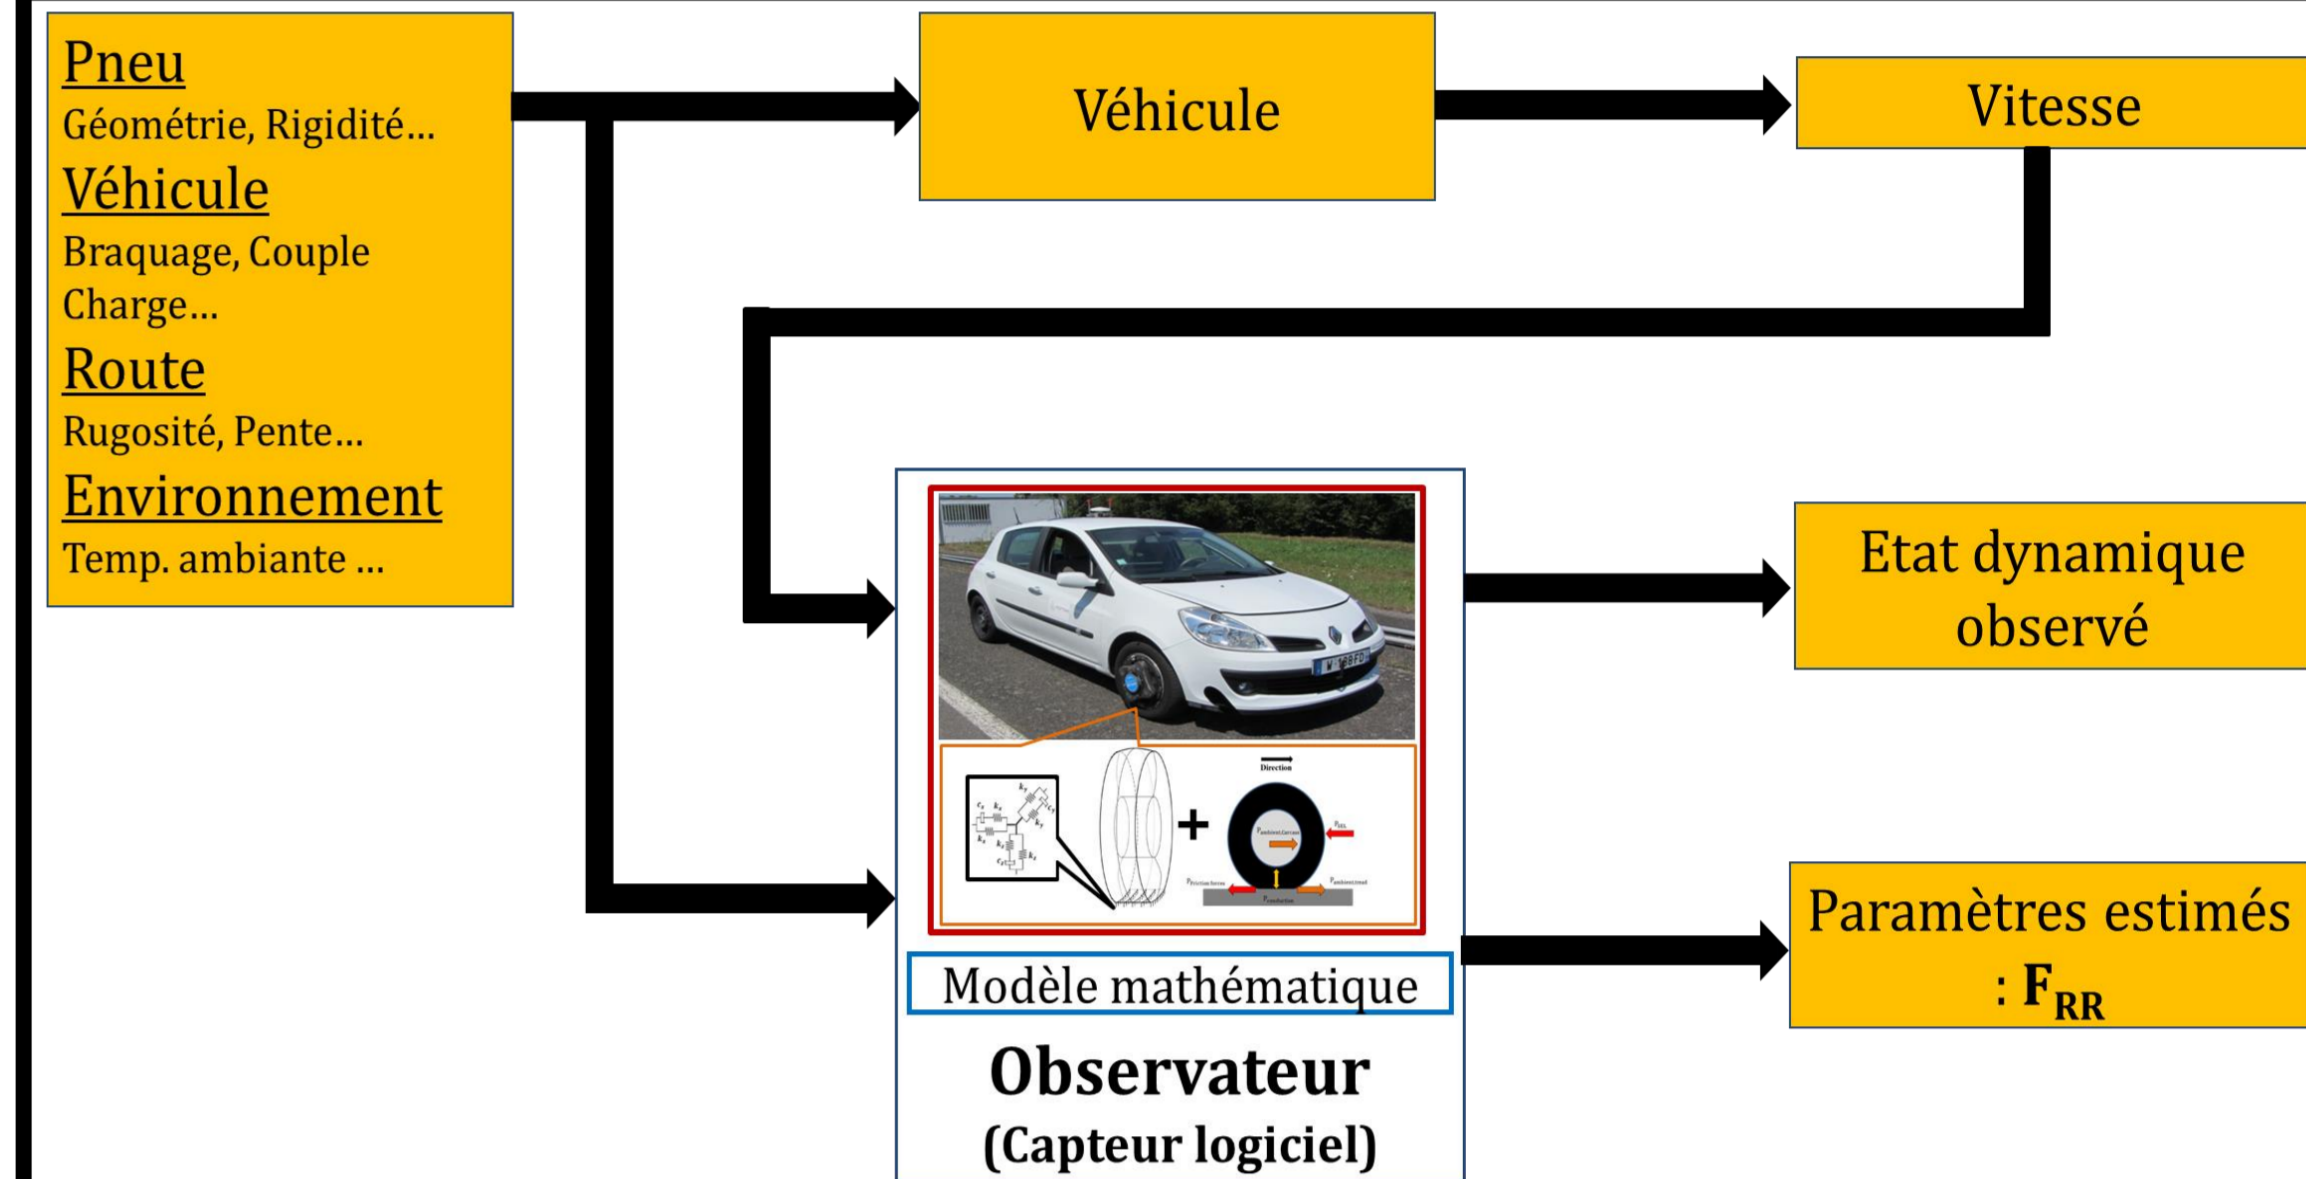 Pneu
Géométrie, Rigidité…
Véhicule
Braquage, Couple
Charge…
Route
Rugosité, Pente…
Environnement
Temp. ambiante …
Véhicule
Vitesse
Direction
+
Etat dynamique
observé
Paramètres estimés
: F_RR
Modèle mathématique
Observateur
(Capteur logiciel)